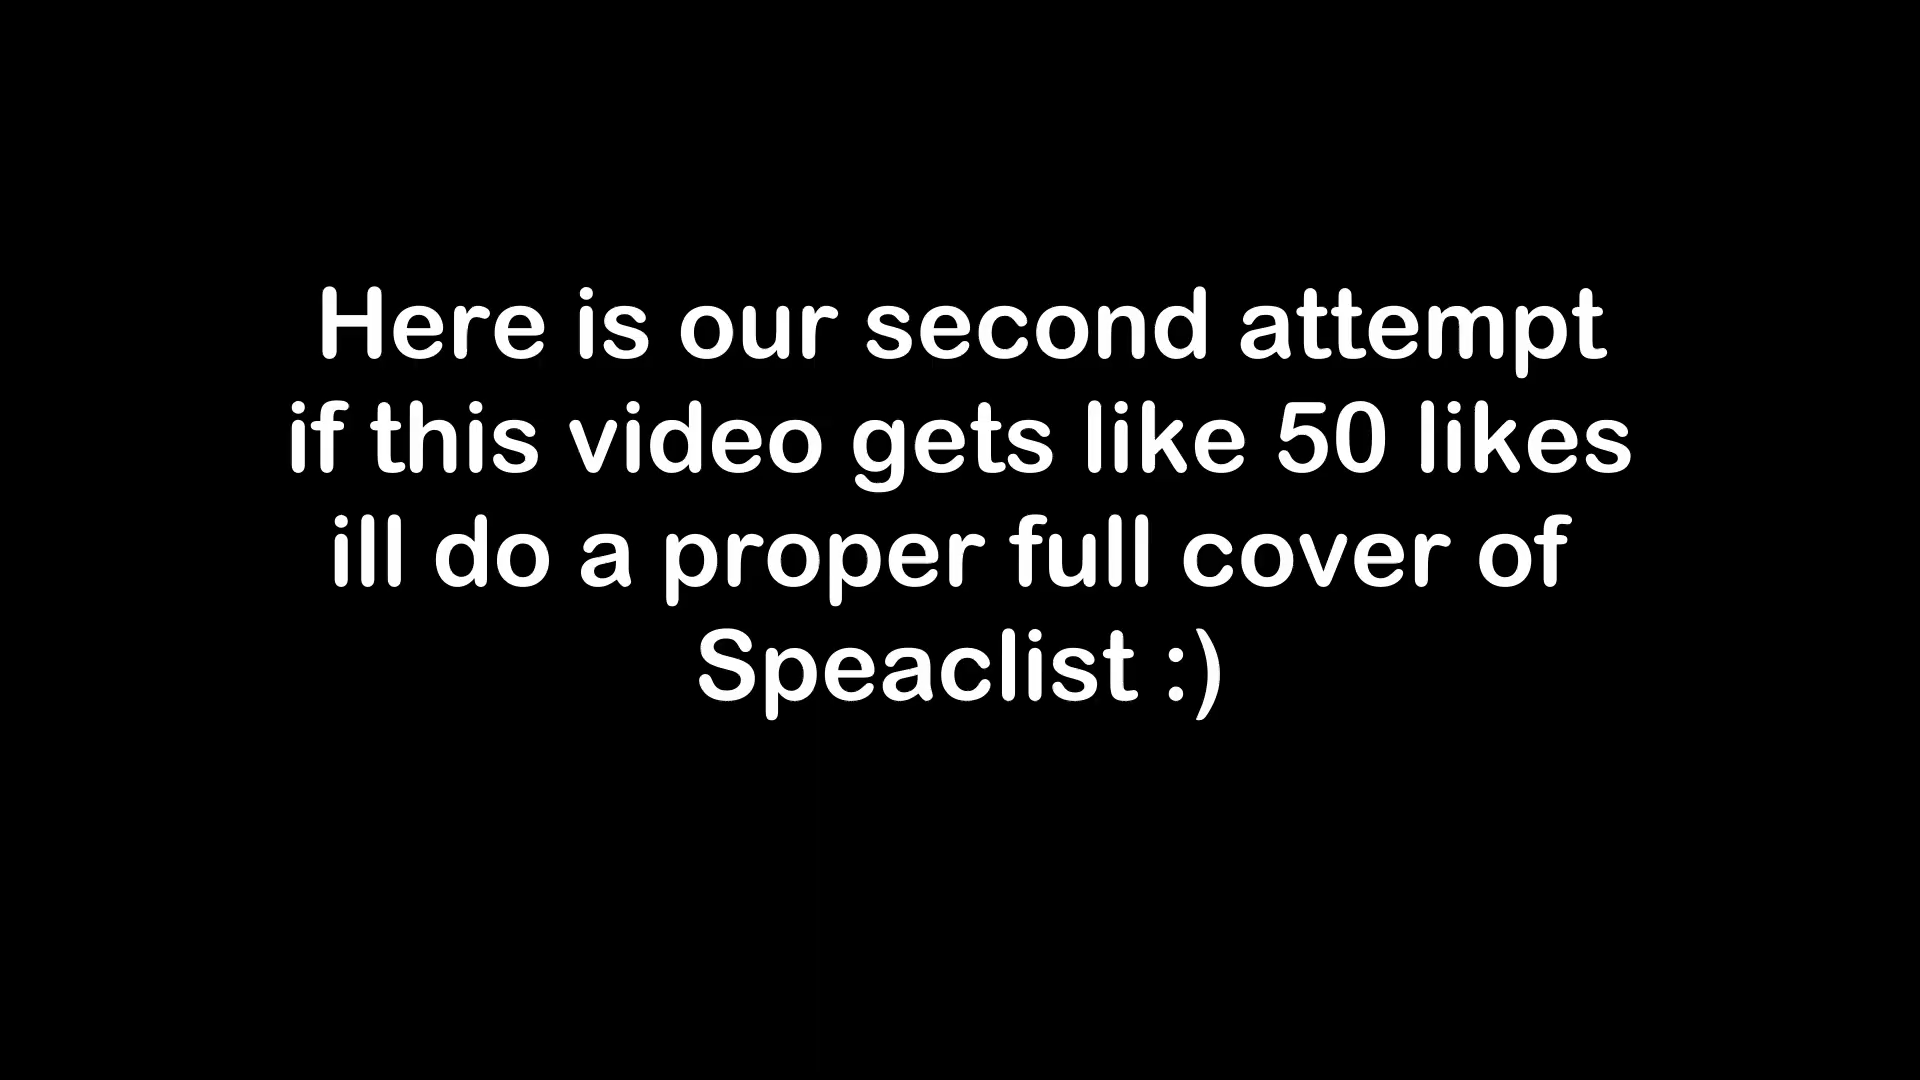 Here is our second attempt
if this video gets like 50 likes
ill do a proper full cover of
Speaclist :)